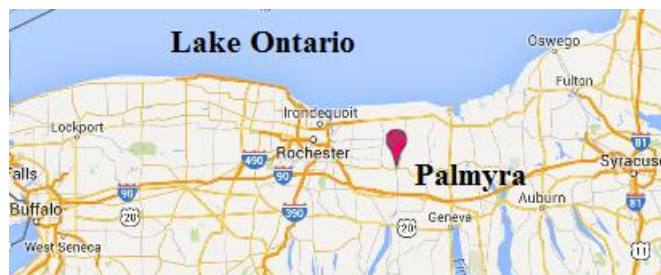 Lake Ontario
Oswego
Fulton
Irondequoit
Lockport
Rochester
490
90
81
Falls
90
Palmyra
Syracuse
Buffalo
20
390
Auburn
Geneva
20
81
West Seneca
11